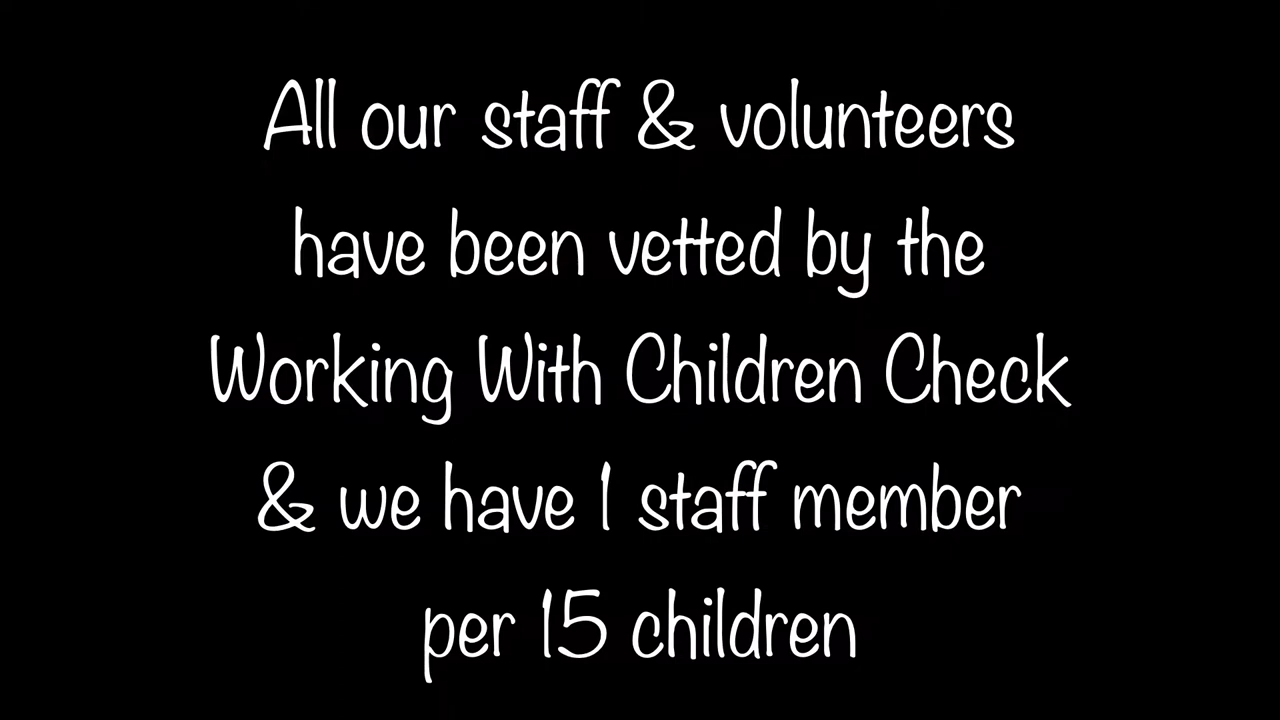 All our staff & volunteers
have been vetted by the
Working With Children Check
& we have 1 staff member
per 15 children